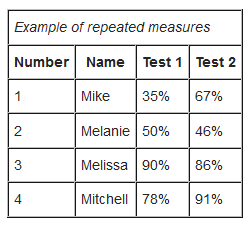 Example of repeated measures
Number Name Test 1 Test 2
1 Mike 35% 67%
2 Melanie 50% 46%
3 Melissa 90% 86%
4 Mitchell 78% 91%